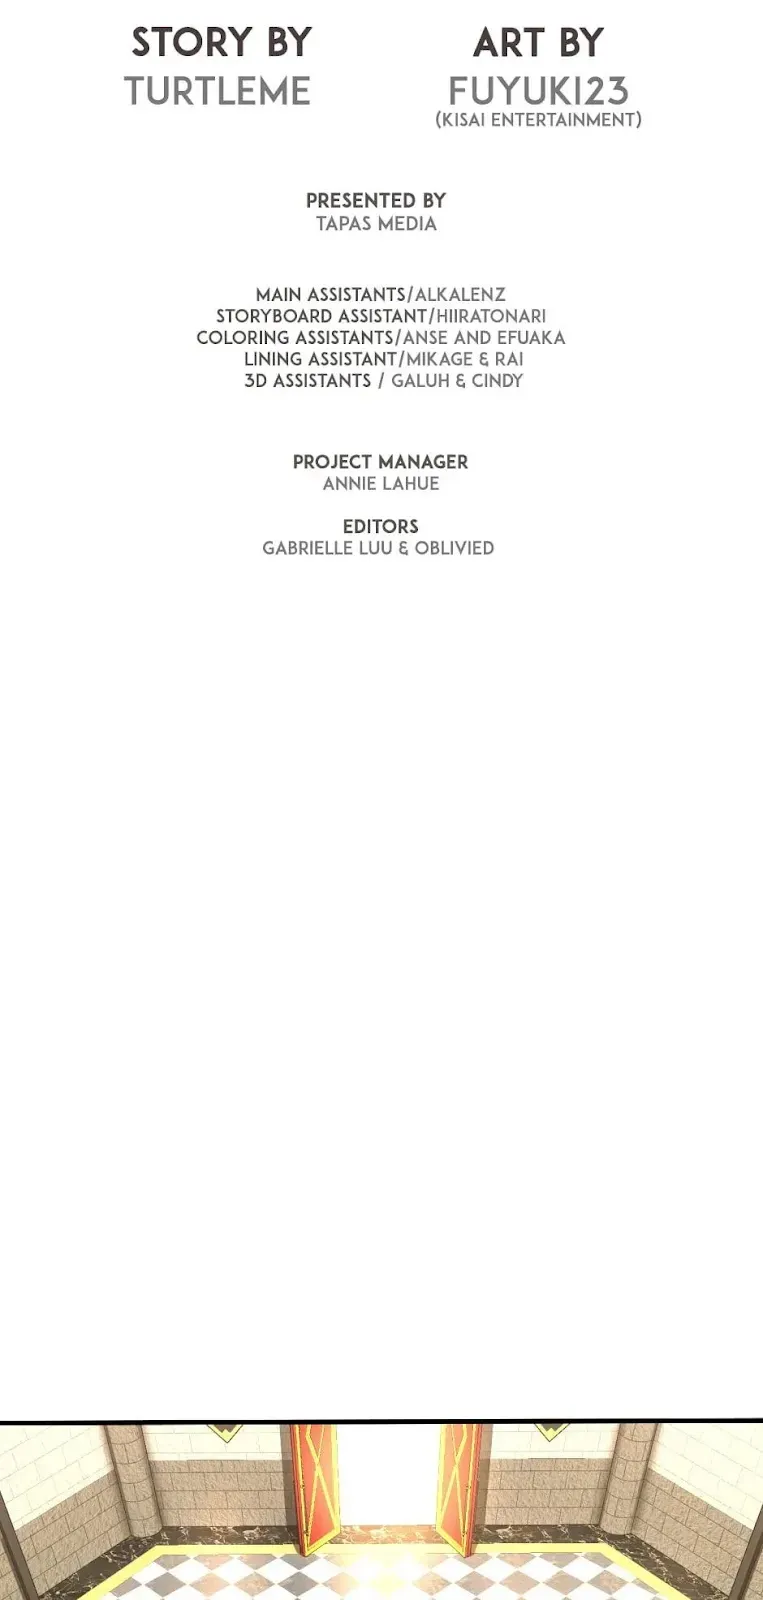 STORY BY
TURTLEME
ART BY
FUYUKI23
(KISAI ENTERTAINMENT)
PRESENTED BY
TAPAS MEDIA
MAIN ASSISTANTS/ALKALENZ
STORYBOARD ASSISTANT/HIIRATONARI
COLORING ASSISTANTS/ANSE AND EFUAKA
LINING ASSISTANT/MIKAGE & RAI
3D ASSISTANTS / GALUH & CINDY
PROJECT MANAGER
ANNIE LAHUE
EDITORS
GABRIELLE LUU & OBLIVIED